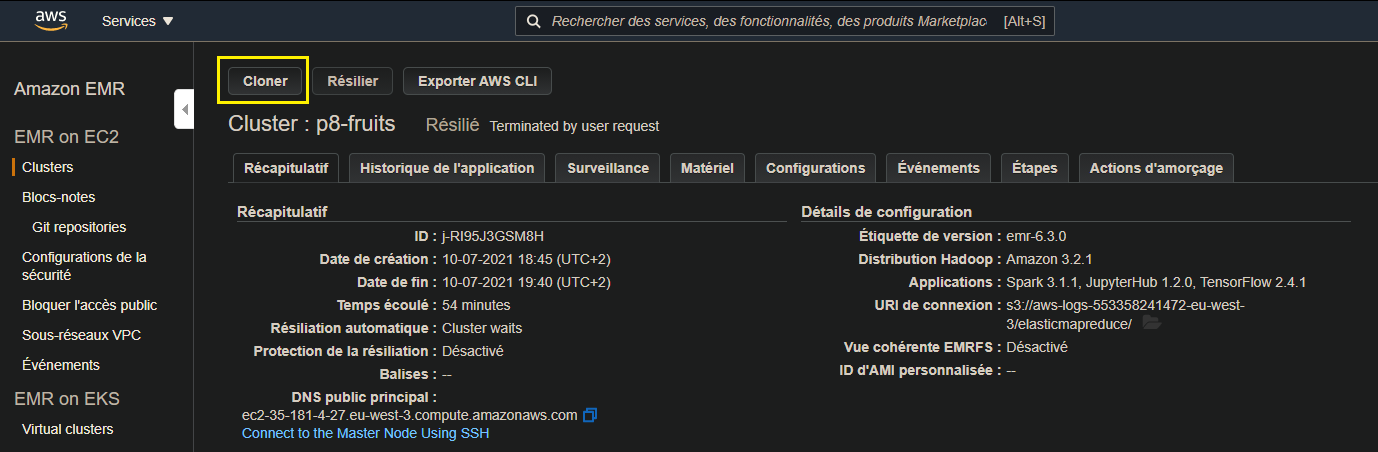 aws Services Rechercher des services, des fonctionnalités, des produits Marketplac [Alt+S]
Amazon EMR
EMR on EC2
Clusters
Blocs-notes
Git repositories
Configurations de la
sécurité
Bloquer l'accès public
Sous-réseaux VPC
Événements
EMR on EKS
Virtual clusters
Cloner Résilier Exporter AWS CLI
Cluster : p8-fruits Résilié Terminated by user request
Récapitulatif Historique de l'application Surveillance Matériel Configurations Événements Étapes Actions d'amorçage
Récapitulatif
ID : j-RI95J3GSM8H
Date de création : 10-07-2021 18:45 (UTC+2)
Date de fin : 10-07-2021 19:40 (UTC+2)
Temps écoulé : 54 minutes
Résiliation automatique : Cluster waits
Protection de la résiliation : Désactivé
Balises : --
DNS public principal :
ec2-35-181-4-27.eu-west-3.compute.amazonaws.com
Connect to the Master Node Using SSH
Détails de configuration
Étiquette de version : emr-6.3.0
Distribution Hadoop : Amazon 3.2.1
Applications : Spark 3.1.1, JupyterHub 1.2.0, TensorFlow 2.4.1
URI de connexion : s3://aws-logs-553358241472-eu-west-
3/elasticmapreduce/
Vue cohérente EMRFS : Désactivé
ID d'AMI personnalisée : --